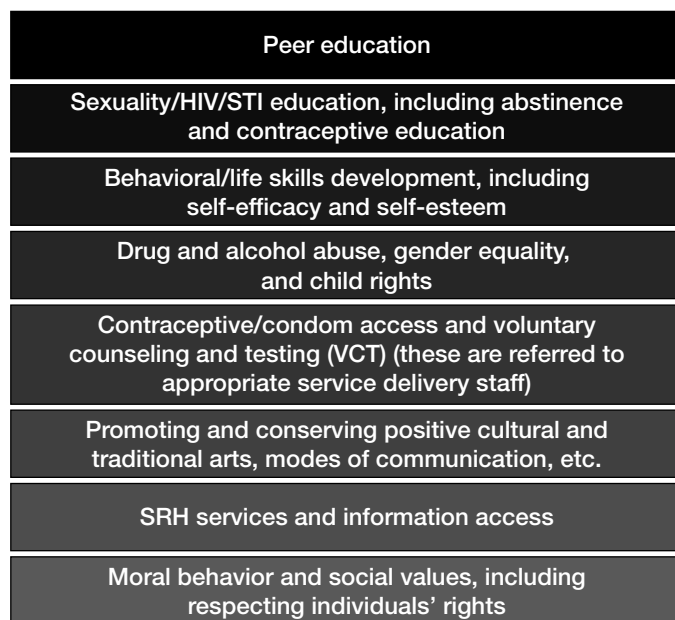 Peer education
Sexuality/HIV/STI education, including abstinence
and contraceptive education
Behavioral/life skills development, including
self-efficacy and self-esteem
Drug and alcohol abuse, gender equality,
and child rights
Contraceptive/condom access and voluntary
counseling and testing (VCT) (these are referred to
appropriate service delivery staff)
Promoting and conserving positive cultural and
traditional arts, modes of communication, etc.
SRH services and information access
Moral behavior and social values, including
respecting individuals’ rights